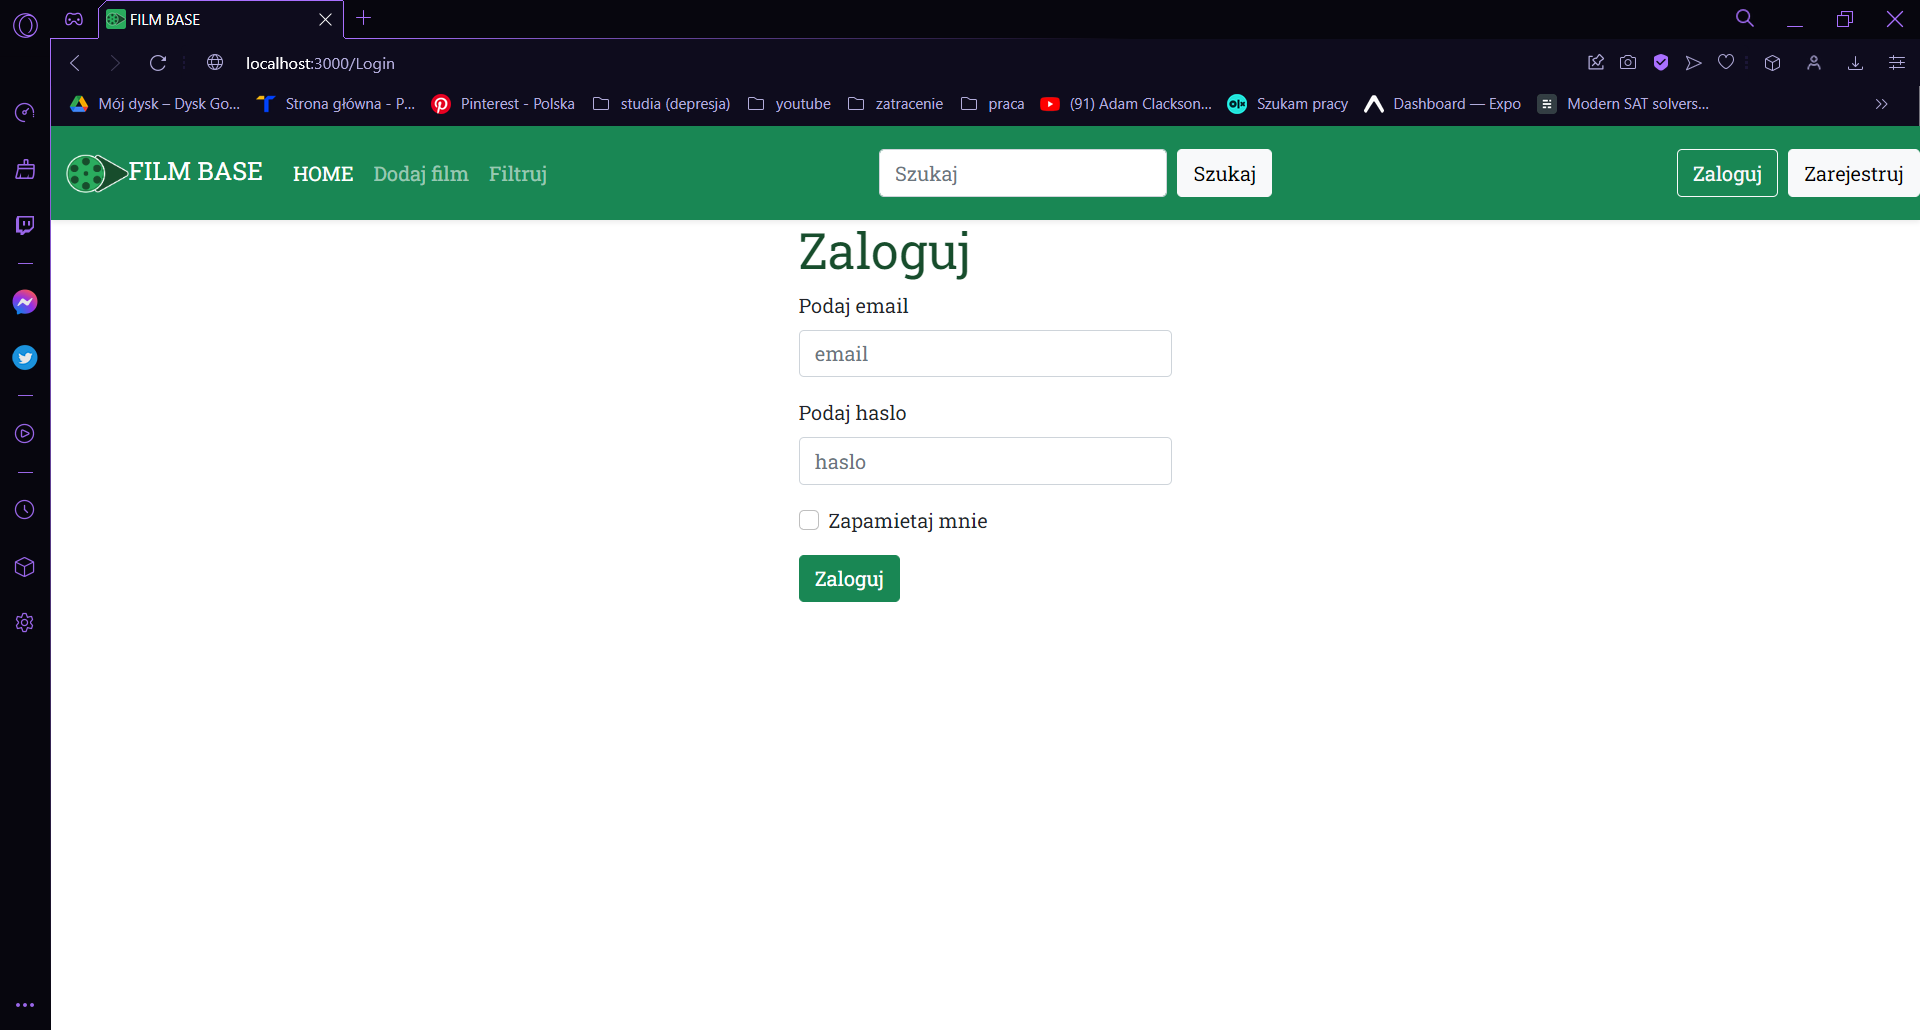 FILM BASE
localhost:3000/Login
Mój dysk – Dysk Go... Strona główna - P... Pinterest - Polska studia (depresja) youtube zatracenie praca (91) Adam Clackson... Szukam pracy Dashboard — Expo Modern SAT solvers...
FILM BASE HOME Dodaj film Filtruj Szukaj Szukaj Zaloguj Zarejestruj
Zaloguj
Podaj email
email
Podaj haslo
haslo
Zapamietaj mnie
Zaloguj